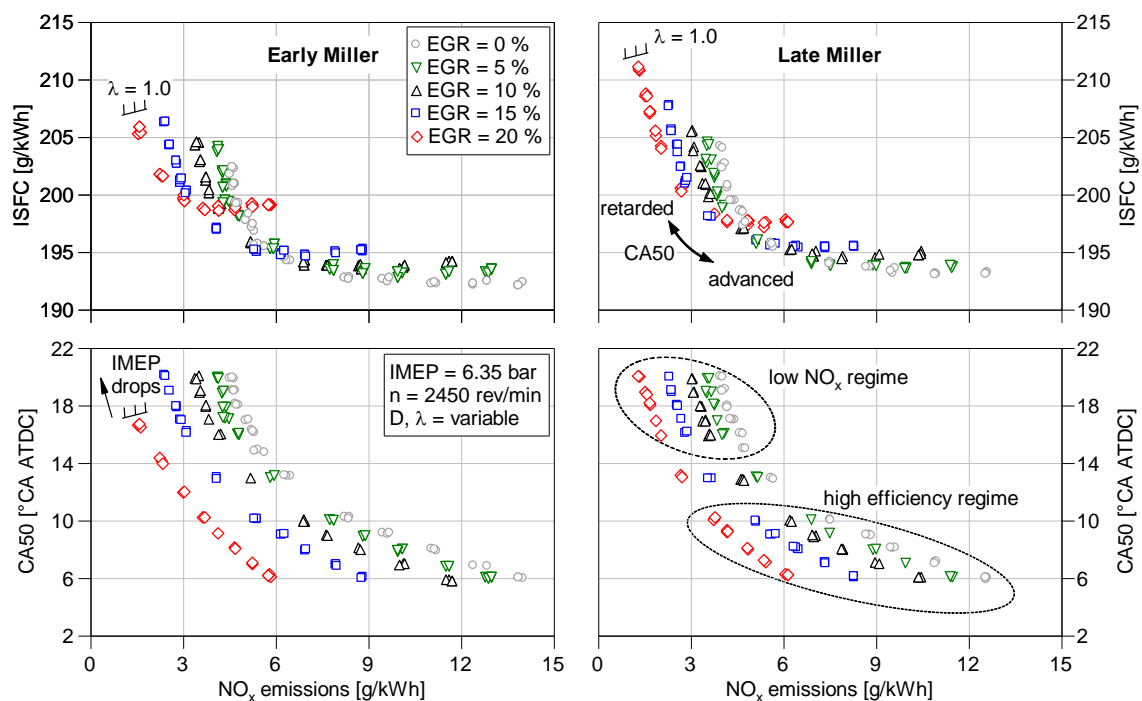 215
210
205
200
195
190
ISFC [g/kWh]
Early Miller
λ = 1.0
EGR = 0 %
EGR = 5 %
EGR = 10 %
EGR = 15 %
EGR = 20 %
λ = 1.0
Late Miller
retarded
CA50
advanced
215
210
205
200
195
190
ISFC [g/kWh]
22
18
14
10
6
2
CA50 [°CA ATDC]
IMEP
drops
IMEP = 6.35 bar
n = 2450 rev/min
D, λ = variable
0 3 6 9 12 15
NOx emissions [g/kWh]
low NOx regime
high efficiency regime
22
18
14
10
6
2
CA50 [°CA ATDC]
0 3 6 9 12 15
NOx emissions [g/kWh]